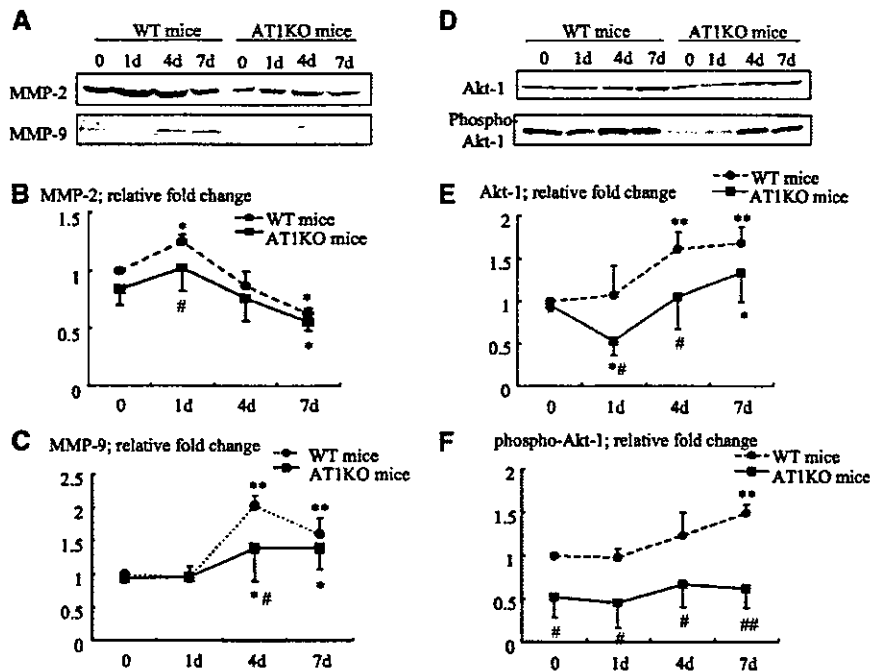 A
WT mice
AT1KO mice
0 1d 4d 7d 0 1d 4d 7d
MMP-2
MMP-9
B
MMP-2; relative fold change
WT mice
AT1KO mice
1.5
1
0.5
0
* # * *
0 1d 4d 7d
C
MMP-9; relative fold change
WT mice
AT1KO mice
2.5
2
1.5
1
0.5
0
** **
* # *
0 1d 4d 7d
D
WT mice
AT1KO mice
0 1d 4d 7d 0 1d 4d 7d
Akt-1
Phospho
Akt-1
E
Akt-1; relative fold change
WT mice
AT1KO mice
2
1.5
1
0.5
0
** **
*# # *
0 1d 4d 7d
F
phospho-Akt-1; relative fold change
WT mice
AT1KO mice
2
1.5
1
0.5
0
**
# # # ##
0 1d 4d 7d